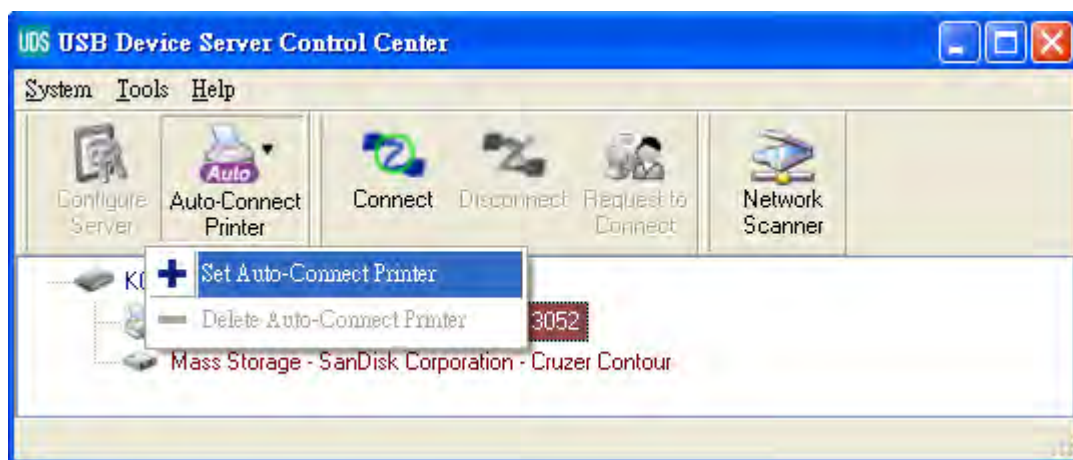 UDS USB Device Server Control Center
System Tools Help
Auto
Configure Server
Auto-Connect Printer
Connect
Disconnect
Request to Connect
Network Scanner
Set Auto-Connect Printer
Delete Auto-Connect Printer
3052
Mass Storage - SanDisk Corporation - Cruzer Contour